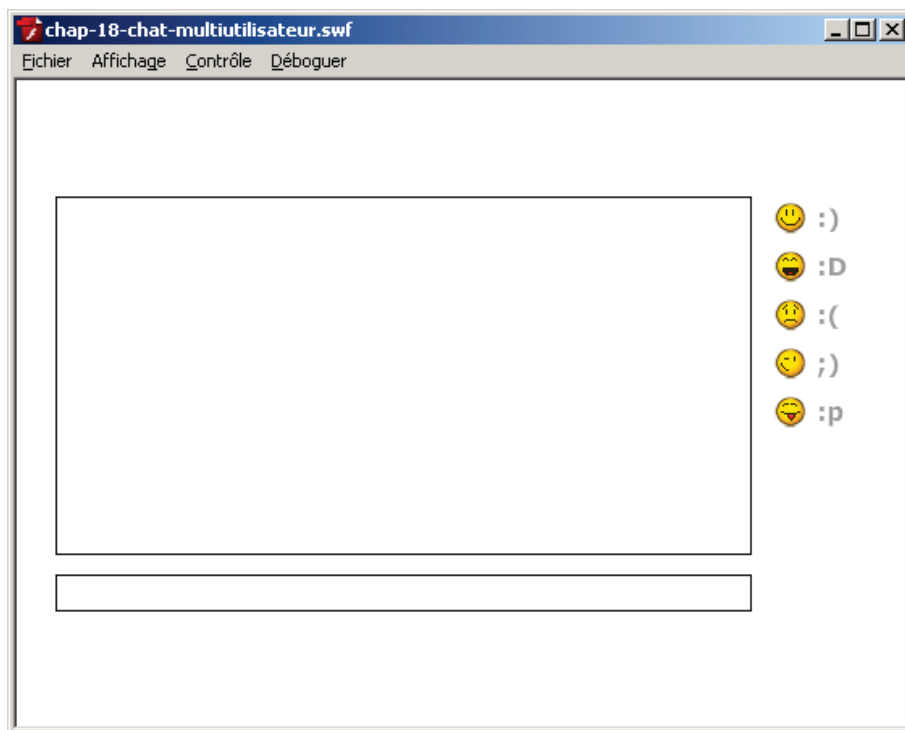 chap-18-chat-multiutilisateur.swf
Fichier Affichage Contrôle Déboguer
:)
:D
:(
;)
:p